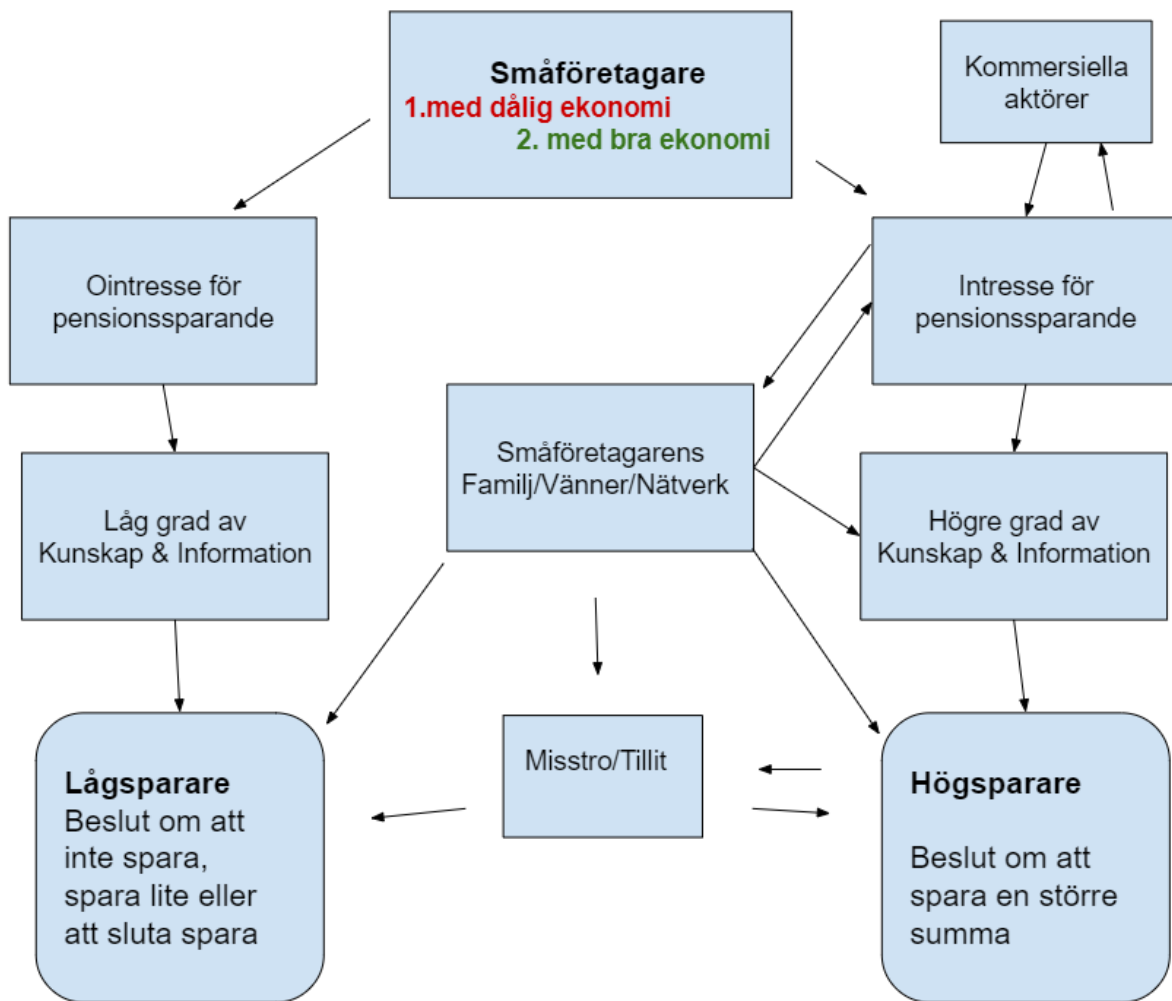 Småföretagare
1.med dålig ekonomi
2. med bra ekonomi
Kommersiella
aktörer
Ointresse för
pensionssparande
Intresse för
pensionssparande
Småföretagarens
Familj/Vänner/Nätverk
Låg grad av
Kunskap & Information
Högre grad av
Kunskap & Information
Misstro/Tillit
Lågsparare
Beslut om att
inte spara,
spara lite eller
att sluta spara
Högsparare
Beslut om att
spara en större
summa